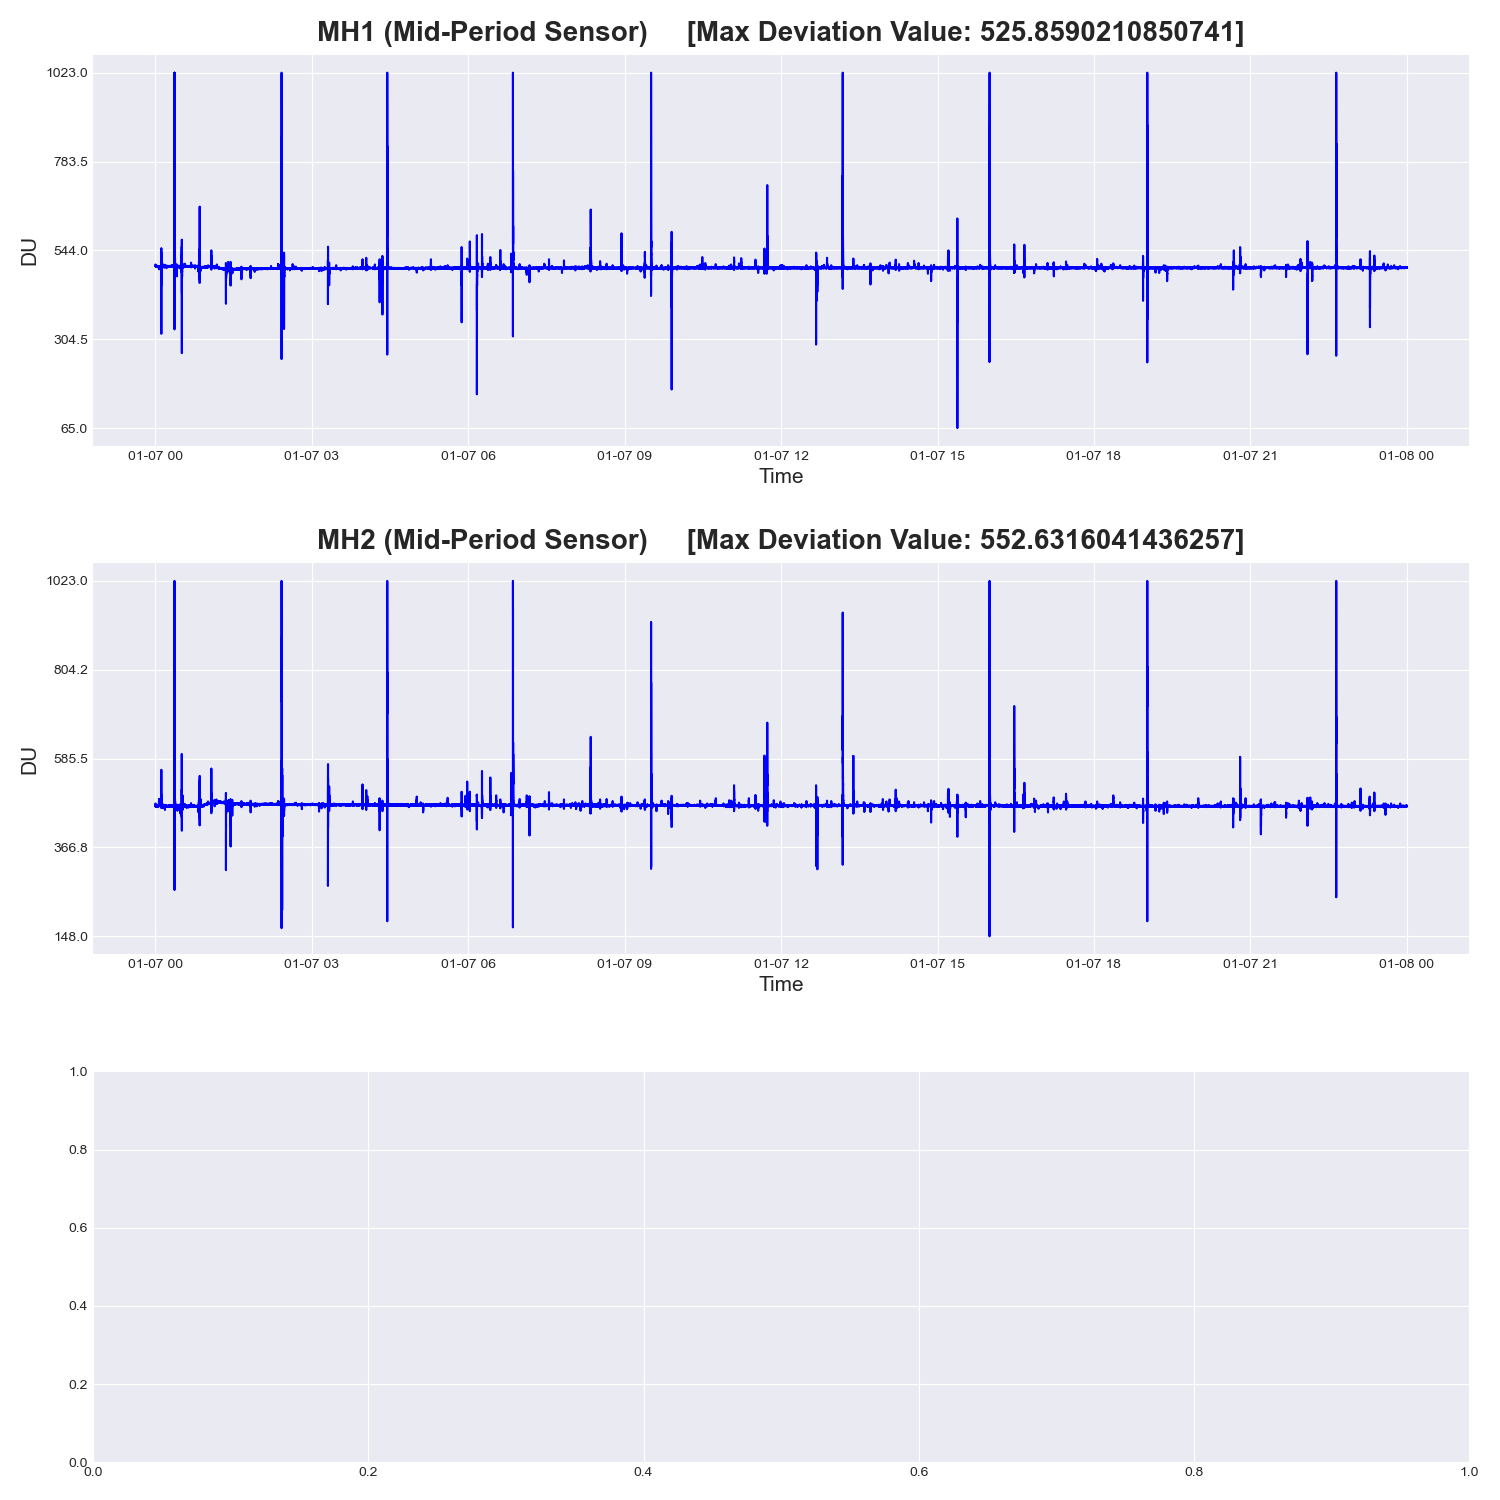 MH1 (Mid-Period Sensor) [Max Deviation Value: 525.8590210850741]
1023.0
783.5
544.0
304.5
65.0
DU
01-07 00 01-07 03 01-07 06 01-07 09 01-07 12 01-07 15 01-07 18 01-07 21 01-08 00
Time
MH2 (Mid-Period Sensor) [Max Deviation Value: 552.6316041436257]
1023.0
804.2
585.5
366.8
148.0
DU
01-07 00 01-07 03 01-07 06 01-07 09 01-07 12 01-07 15 01-07 18 01-07 21 01-08 00
Time
1.0
0.8
0.6
0.4
0.2
0.0
0.0 0.2 0.4 0.6 0.8 1.0